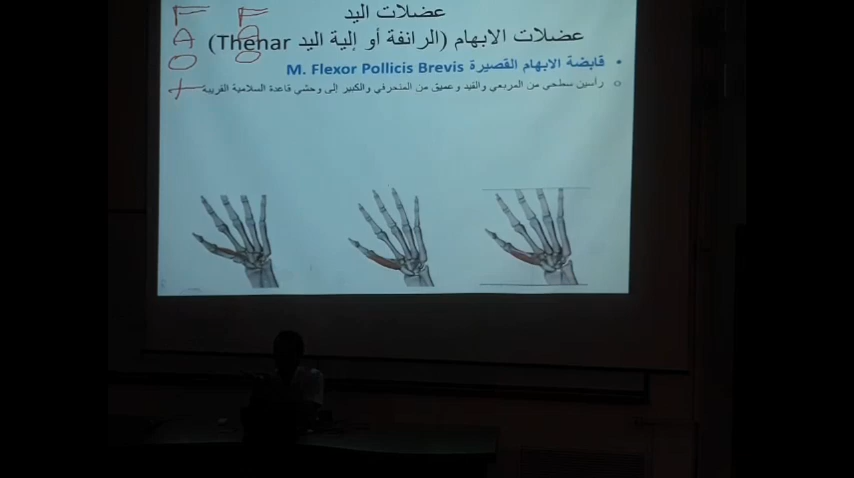 عضلات اليد
عضلات الابهام (الرانفة أو إلية اليد Thenar)
• قابضة الابهام القصيرة M. Flexor Pollicis Brevis
o رأسين سطحي من المربعي والقيد وعميق من المنحرفي والكبير إلى وحشي قاعدة السلامية القريبة
F F
A A
O O
+